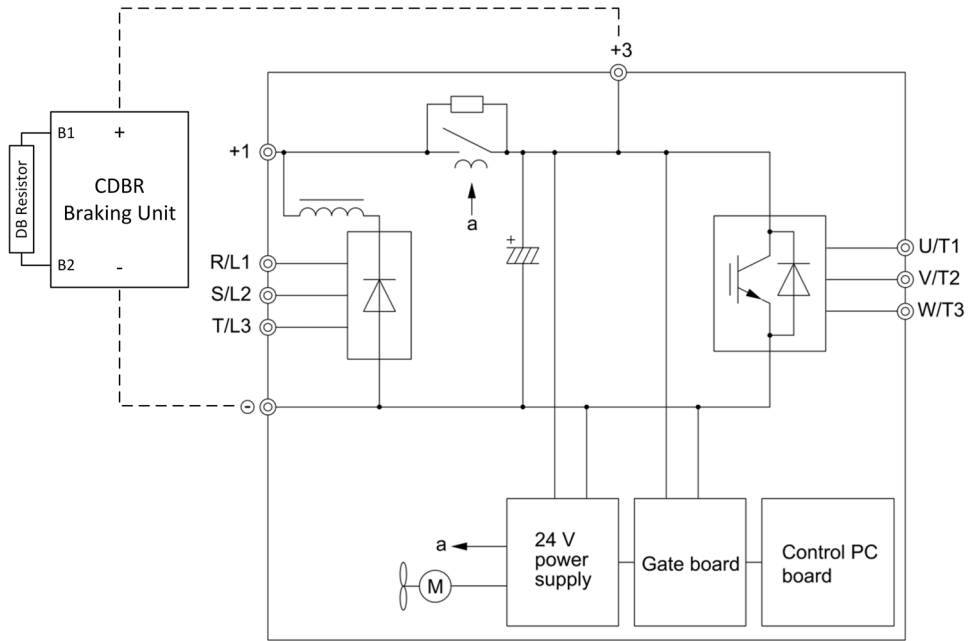 +3
B1
+
+1
CDBR
Braking Unit
DB Resistor
a
+
U/T1
B2
-
R/L1
V/T2
S/L2
W/T3
T/L3
-
24 V
power
supply
a
Gate board
Control PC
board
M